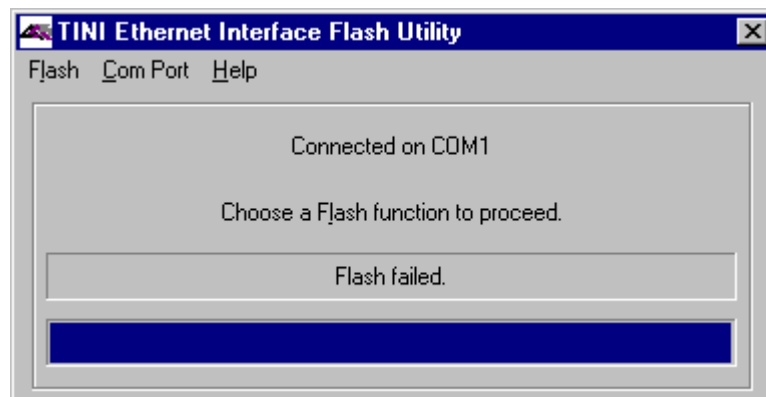 TINI Ethernet Interface Flash Utility
Flash Com Port Help
Connected on COM1
Choose a Flash function to proceed.
Flash failed.